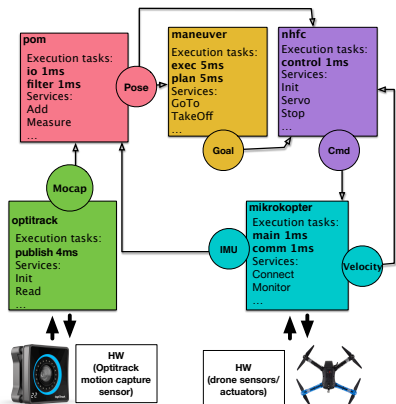 pom
Execution tasks:
io 1ms
filter 1ms
Services:
Add
Measure
...
Pose
maneuver
Execution tasks:
exec 5ms
plan 5ms
Services:
GoTo
TakeOff
...
Goal
nhfc
Execution tasks:
control 1ms
Services:
Init
Servo
Stop
...
Cmd
Mocap
optitrack
Execution tasks:
publish 4ms
Services:
Init
Read
...
IMU
mikrokopter
Execution tasks:
main 1ms
comm 1ms
Services:
Connect
Monitor
...
Velocity
HW
(Optitrack
motion capture
sensor)
HW
(drone sensors/
actuators)